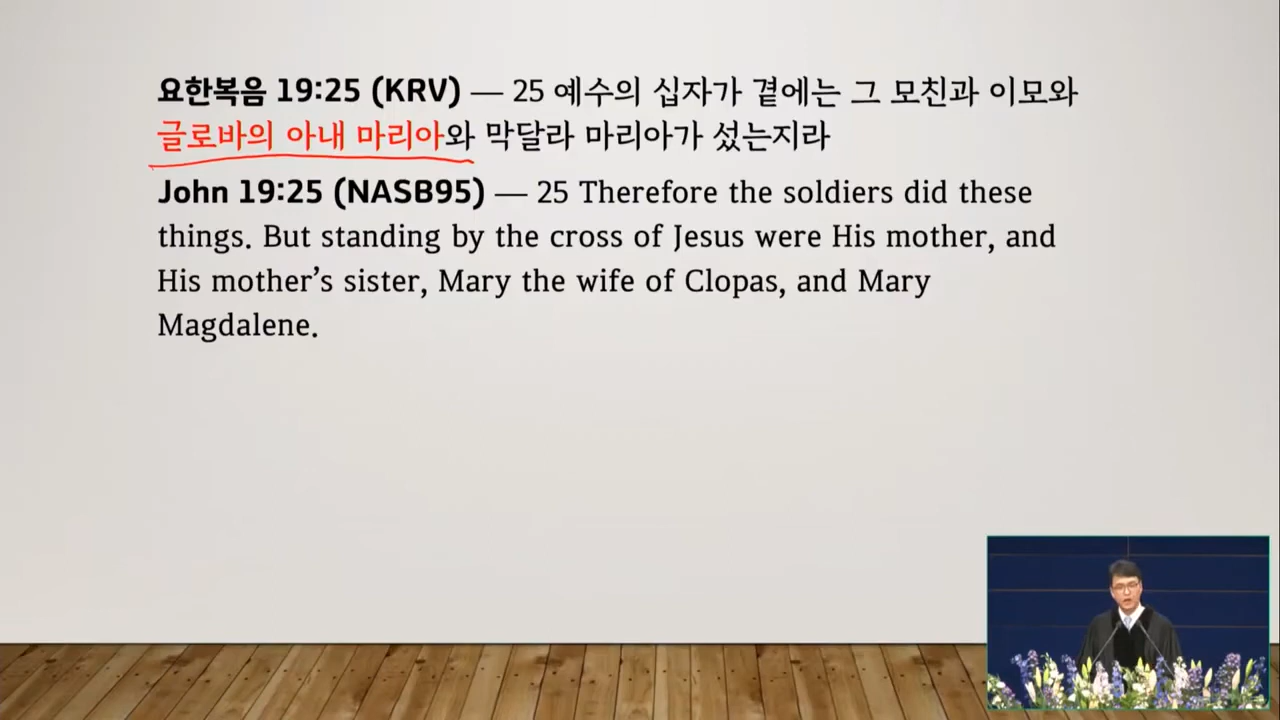 요한복음 19:25 (KRV) — 25 예수의 십자가 곁에는 그 모친과 이모와
글로바의 아내 마리아와 막달라 마리아가 섰는지라
John 19:25 (NASB95) — 25 Therefore the soldiers did these
things. But standing by the cross of Jesus were His mother, and
His mother’s sister, Mary the wife of Clopas, and Mary
Magdalene.